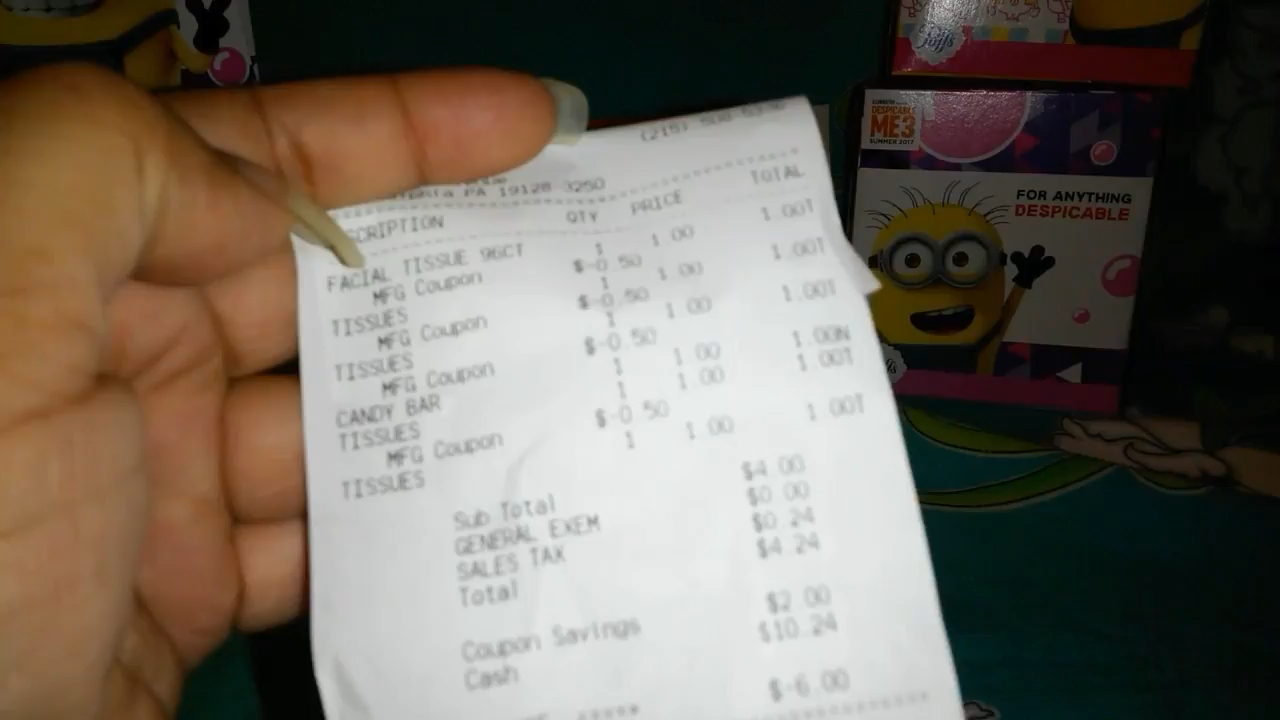 PA 19128 3250
DESCRIPTION QTY PRICE TOTAL
FACIAL TISSUE 96CT 1 1.00 1.00T
MFG Coupon $-0.50
TISSUES 1 1.00 1.00T
MFG Coupon $-0.50
TISSUES 1 1.00 1.00T
MFG Coupon $-0.50
CANDY BAR 1 1.00 1.00N
TISSUES 1 1.00 1.00T
MFG Coupon $-0.50
TISSUES 1 1.00 1.00T
Sub Total $4.00
GENERAL EXEM $0.00
SALES TAX $0.24
Total $4.24
Coupon Savings $2.00
Cash $10.24
$-6.00
Puffs
DESPICABLE
ME3
SUMMER 2017
FOR ANYTHING
DESPICABLE